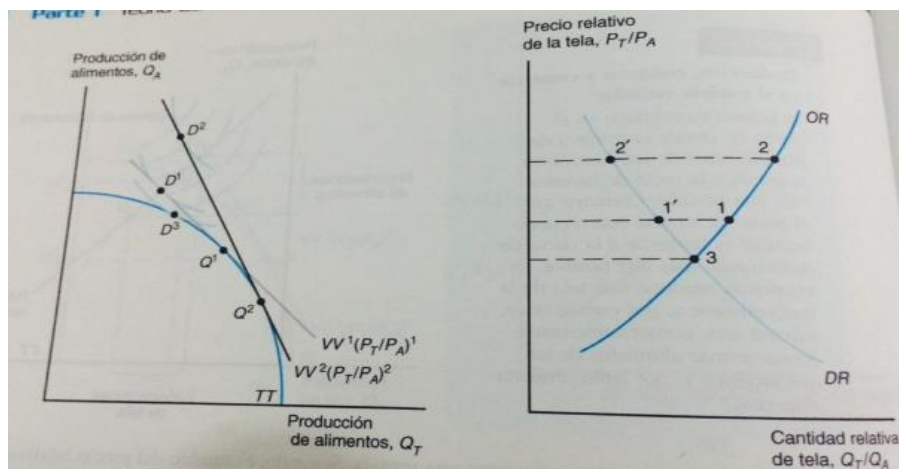 Parte 1
Producción de
alimentos, Q_A
D²
D¹
D³
Q¹
Q²
VV¹(P_T/P_A)¹
VV²(P_T/P_A)²
TT
Producción
de alimentos, Q_T
Precio relativo
de la tela, P_T/P_A
OR
2' 2
1' 1
3
DR
Cantidad relativa
de tela, Q_T/Q_A